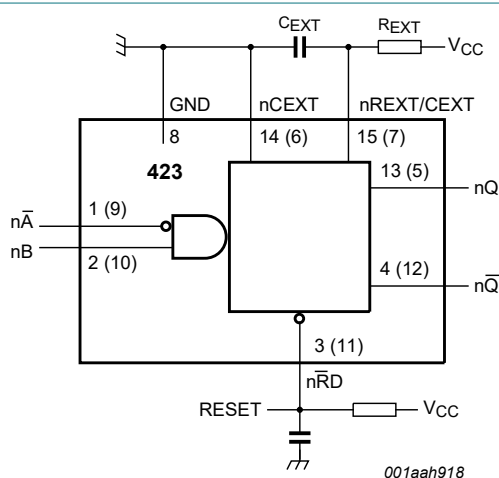 CEXT
REXT
VCC
GND
nCEXT
nREXT/CEXT
8
14 (6)
15 (7)
423
13 (5)
nQ
1 (9)
nA̅
nB
2 (10)
4 (12)
nQ̅
3 (11)
nR̅D
RESET
VCC
001aah918